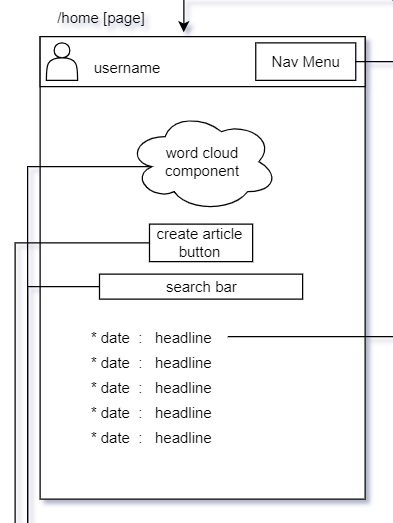 /home [page]
username
Nav Menu
word cloud
component
create article
button
search bar
* date : headline
* date : headline
* date : headline
* date : headline
* date : headline